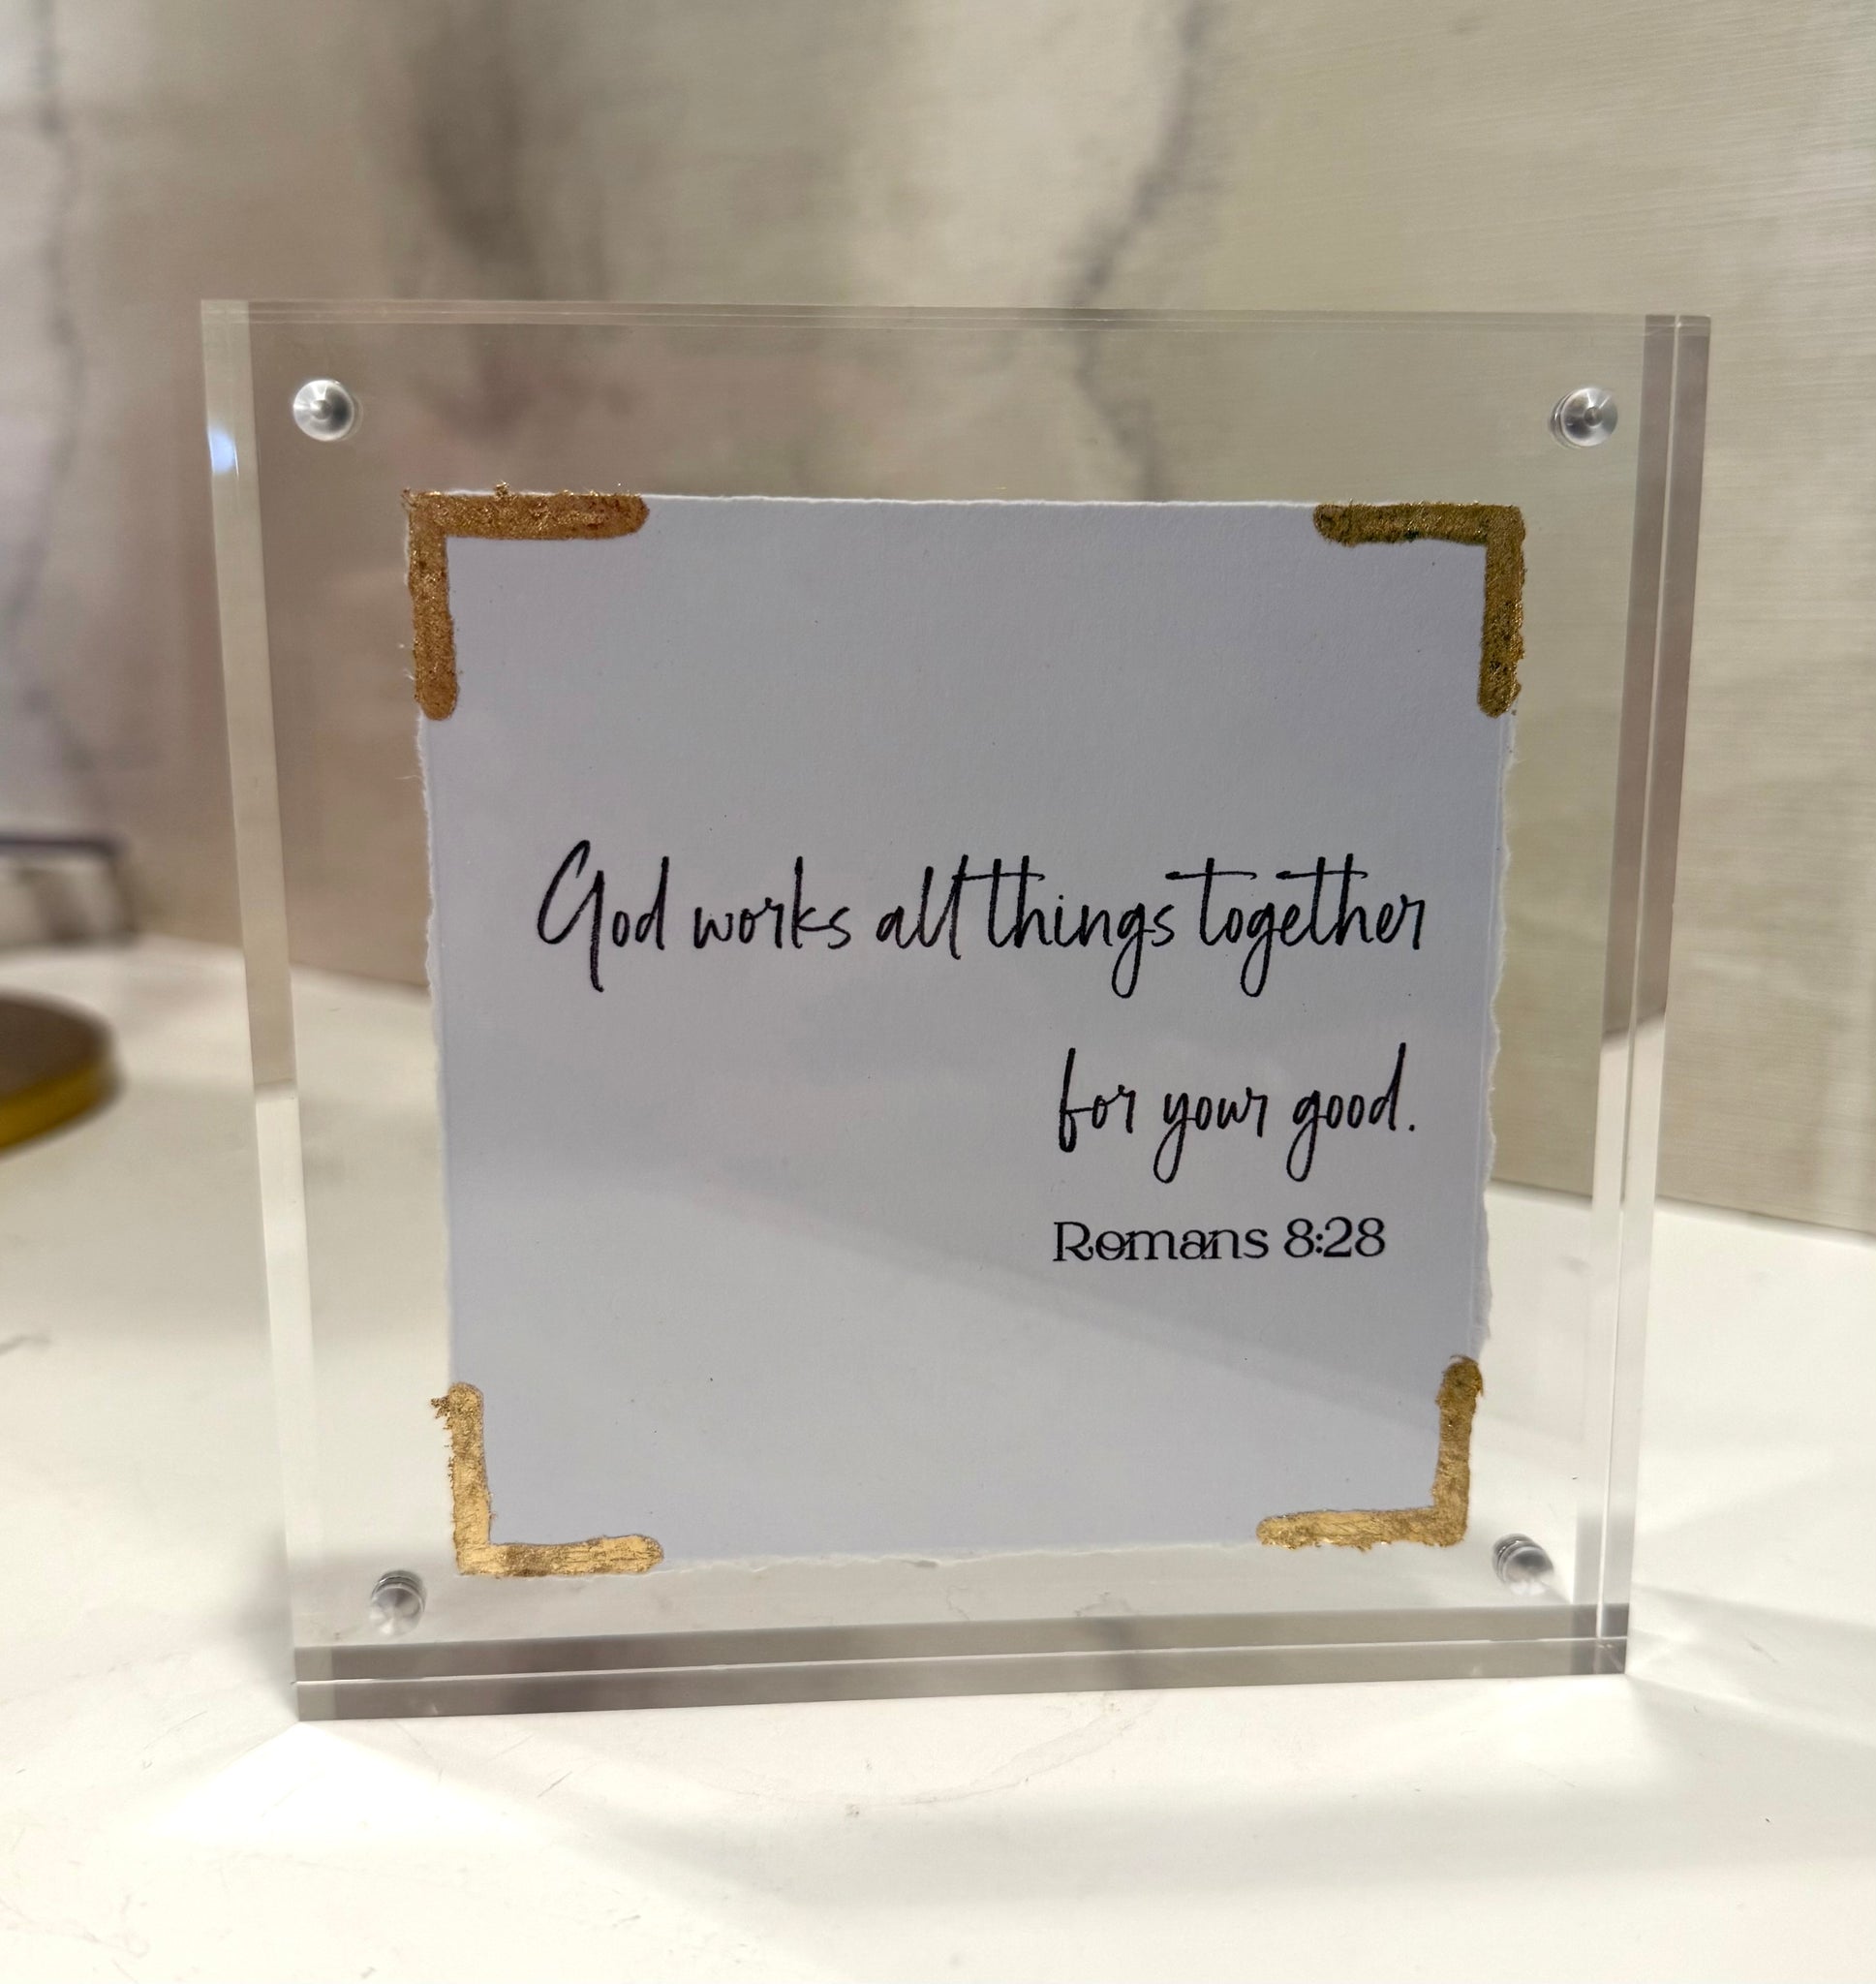 God works all things together
for your good.
Romans 8:28